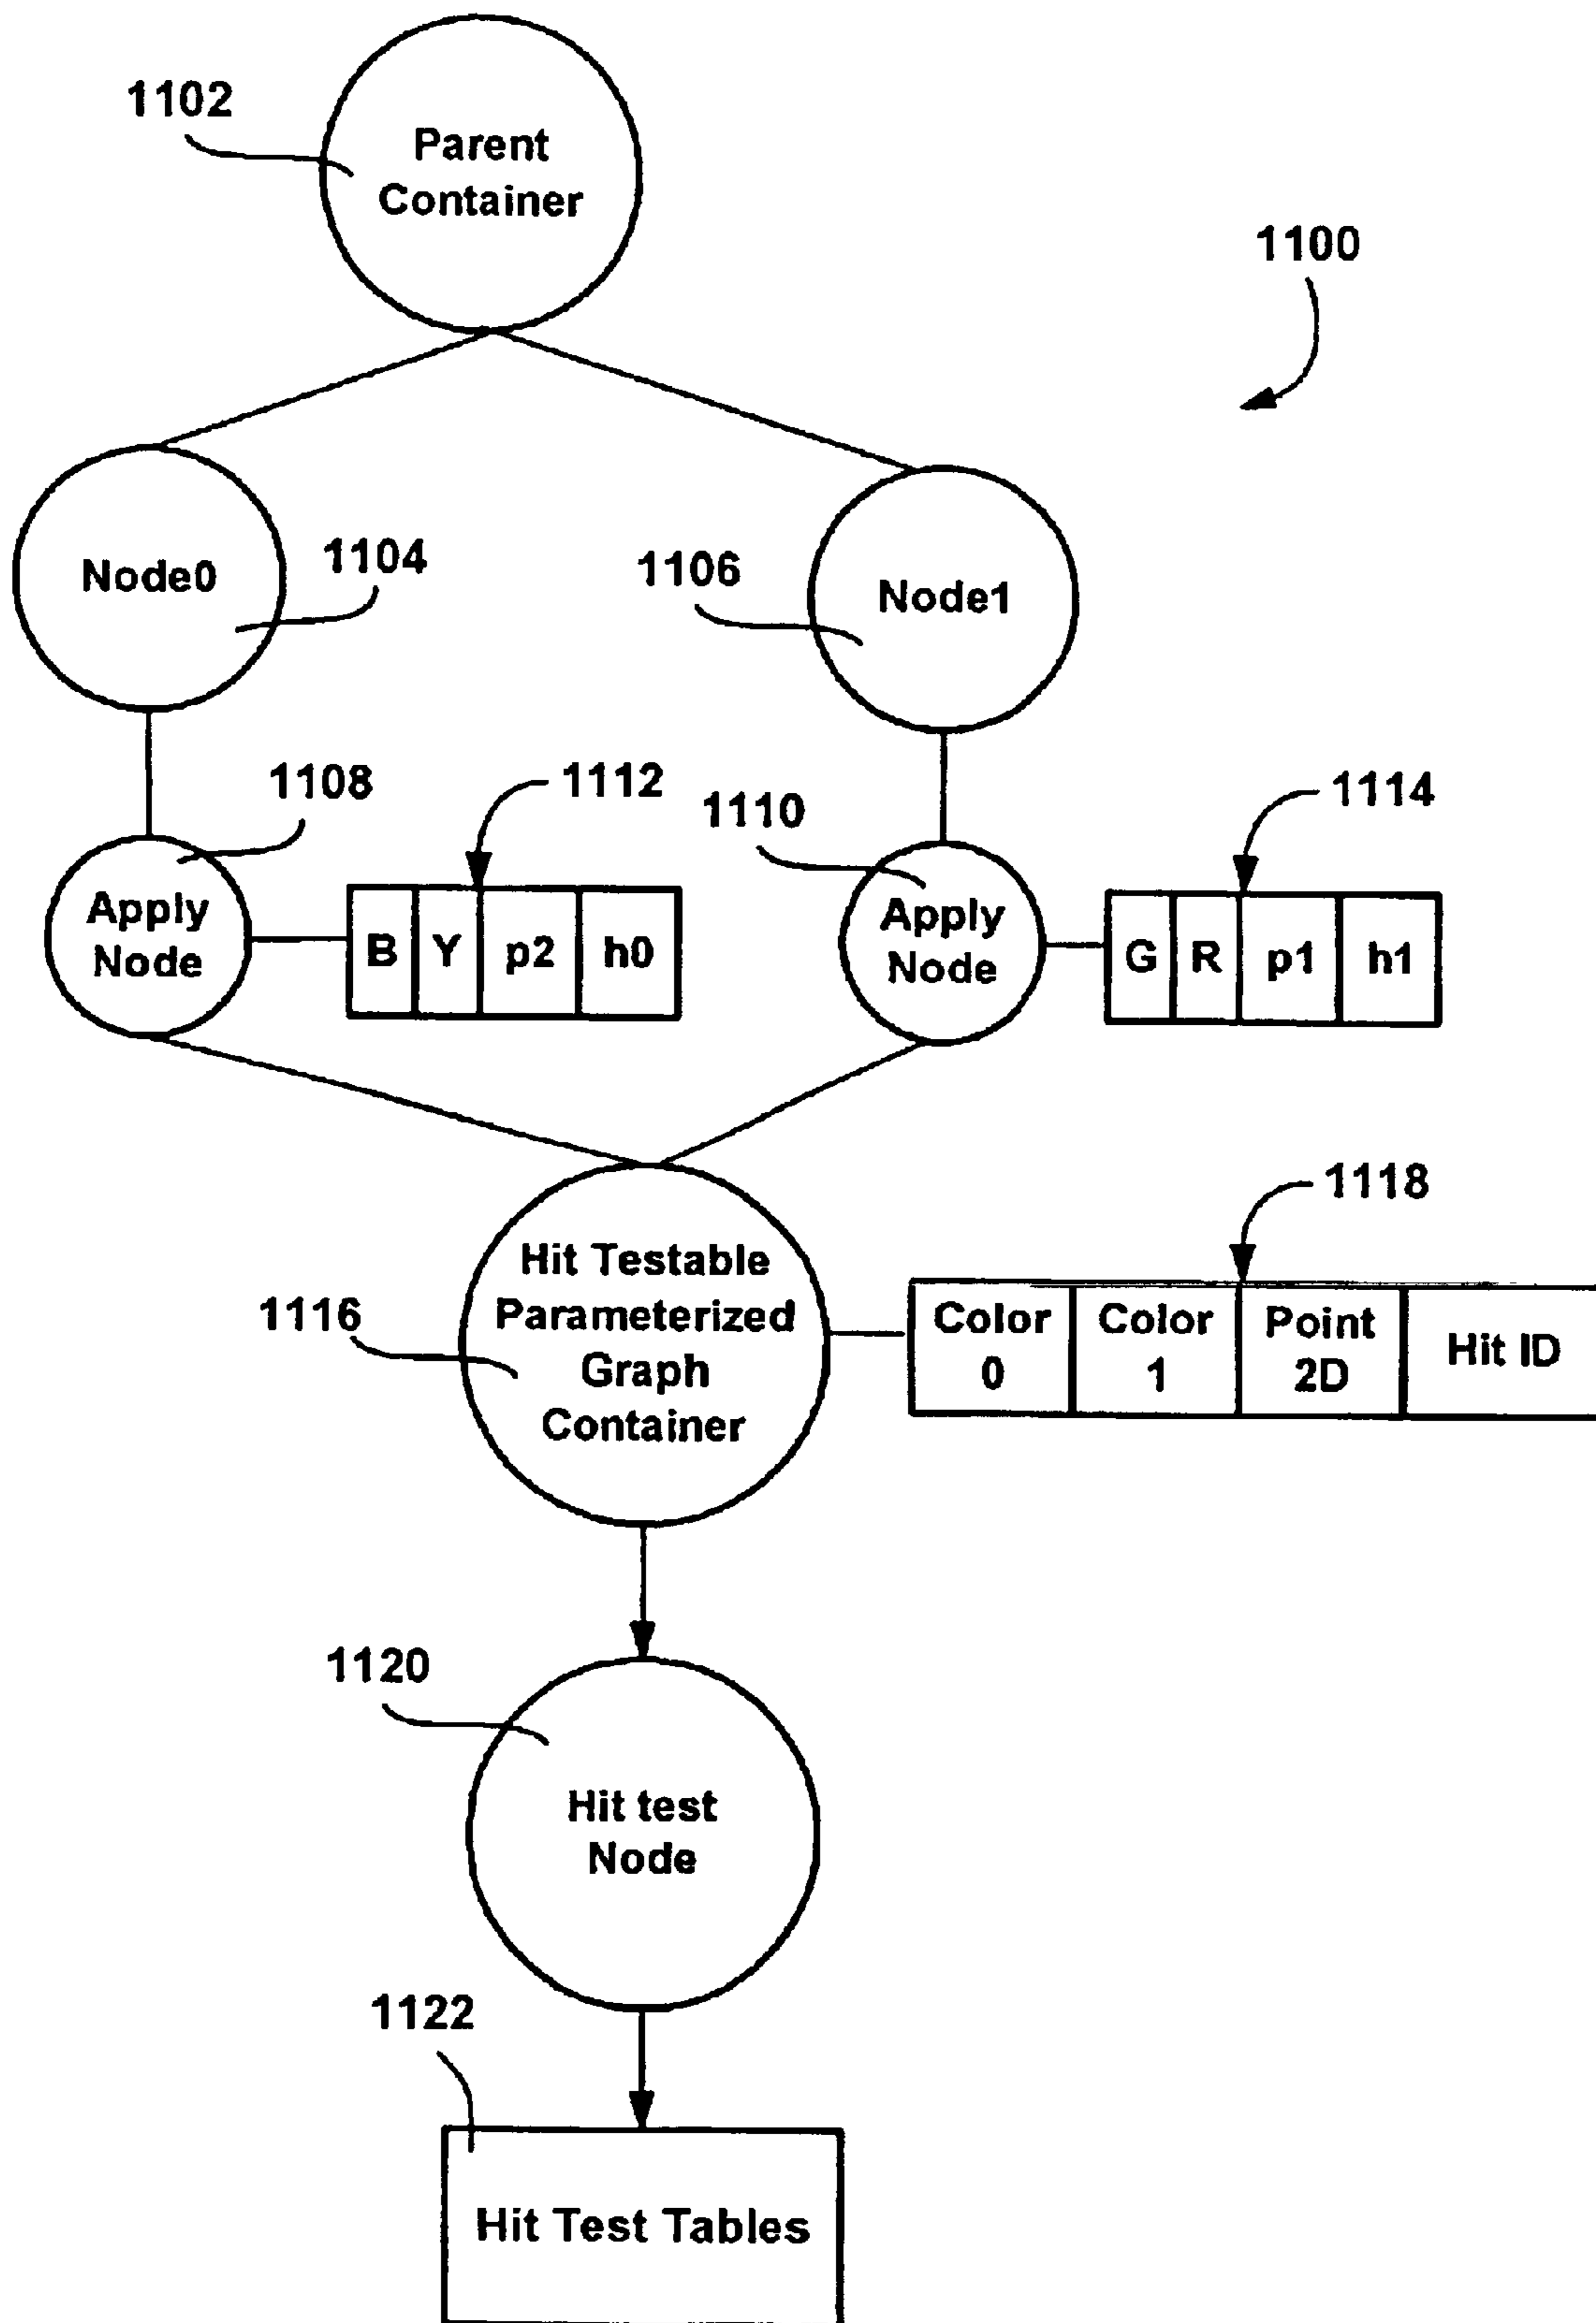 1102
Parent
Container
1100
Node0
1104
1106
Node1
1108
1112
1110
1114
Apply
Node
B Y p2 h0
Apply
Node
G R p1 h1
1118
1116
Hit Testable
Parameterized
Graph
Container
Color
0
Color
1
Point
2D
Hit ID
1120
Hit test
Node
1122
Hit Test Tables